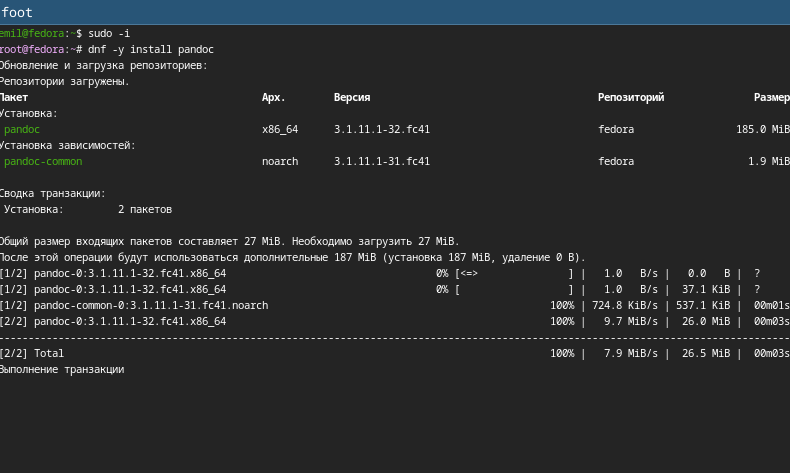 foot
emil@fedora:~$ sudo -i
root@fedora:~# dnf -y install pandoc
Обновление и загрузка репозиториев:
Репозитории загружены.
Пакет Арх. Версия Репозиторий Размер
Установка:
pandoc x86_64 3.1.11.1-32.fc41 fedora 185.0 MiB
Установка зависимостей:
pandoc-common noarch 3.1.11.1-31.fc41 fedora 1.9 MiB
Сводка транзакции:
Установка: 2 пакетов
Общий размер входящих пакетов составляет 27 MiB. Необходимо загрузить 27 MiB.
После этой операции будут использоваться дополнительные 187 MiB (установка 187 MiB, удаление 0 B).
[1/2] pandoc-0:3.1.11.1-32.fc41.x86_64 0% [<=> ] | 1.0 B/s | 0.0 B | ?
[1/2] pandoc-0:3.1.11.1-32.fc41.x86_64 0% [ ] | 1.0 B/s | 37.1 KiB | ?
[1/2] pandoc-common-0:3.1.11.1-31.fc41.noarch 100% | 724.8 KiB/s | 537.1 KiB | 00m01s
[2/2] pandoc-0:3.1.11.1-32.fc41.x86_64 100% | 9.7 MiB/s | 26.0 MiB | 00m03s
[2/2] Total 100% | 7.9 MiB/s | 26.5 MiB | 00m03s
Выполнение транзакции